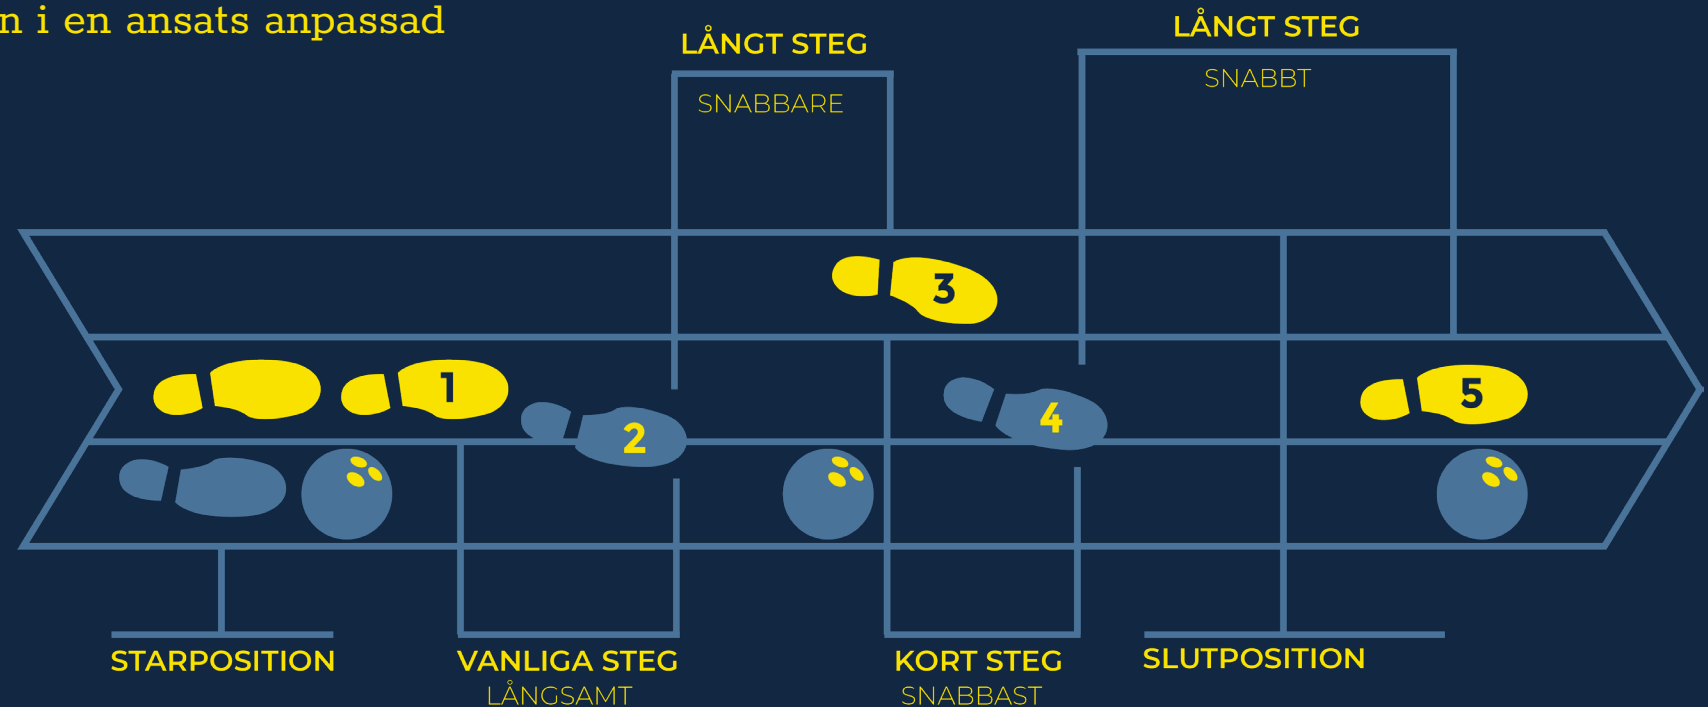 n i en ansats anpassad
LÅNGT STEG
SNABBARE
LÅNGT STEG
SNABBT
3
1
2
4
5
STARPOSITION
VANLIGA STEG
LÅNGSAMT
KORT STEG
SNABBAST
SLUTPOSITION